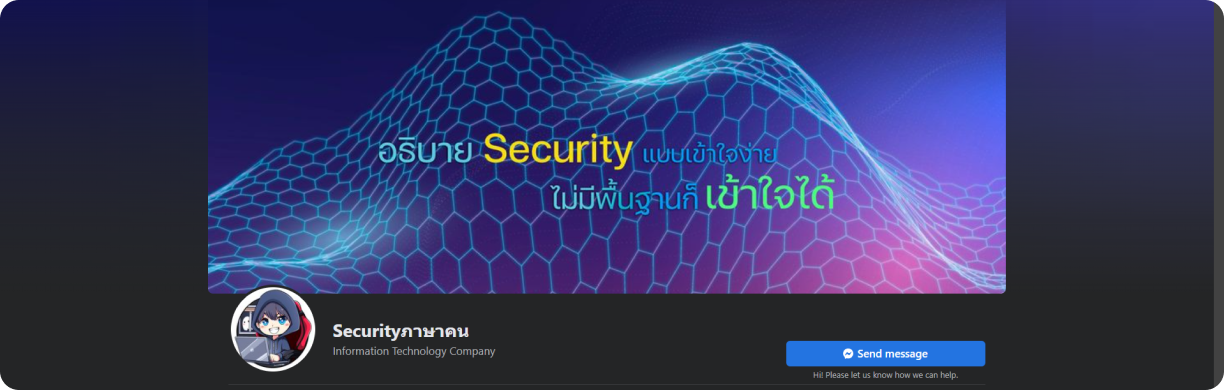 อธิบาย Security แบบเข้าใจง่าย
ไม่มีพื้นฐานก็ เข้าใจได้
Securityภาษาคน
Information Technology Company
Send message
Hi! Please let us know how we can help.